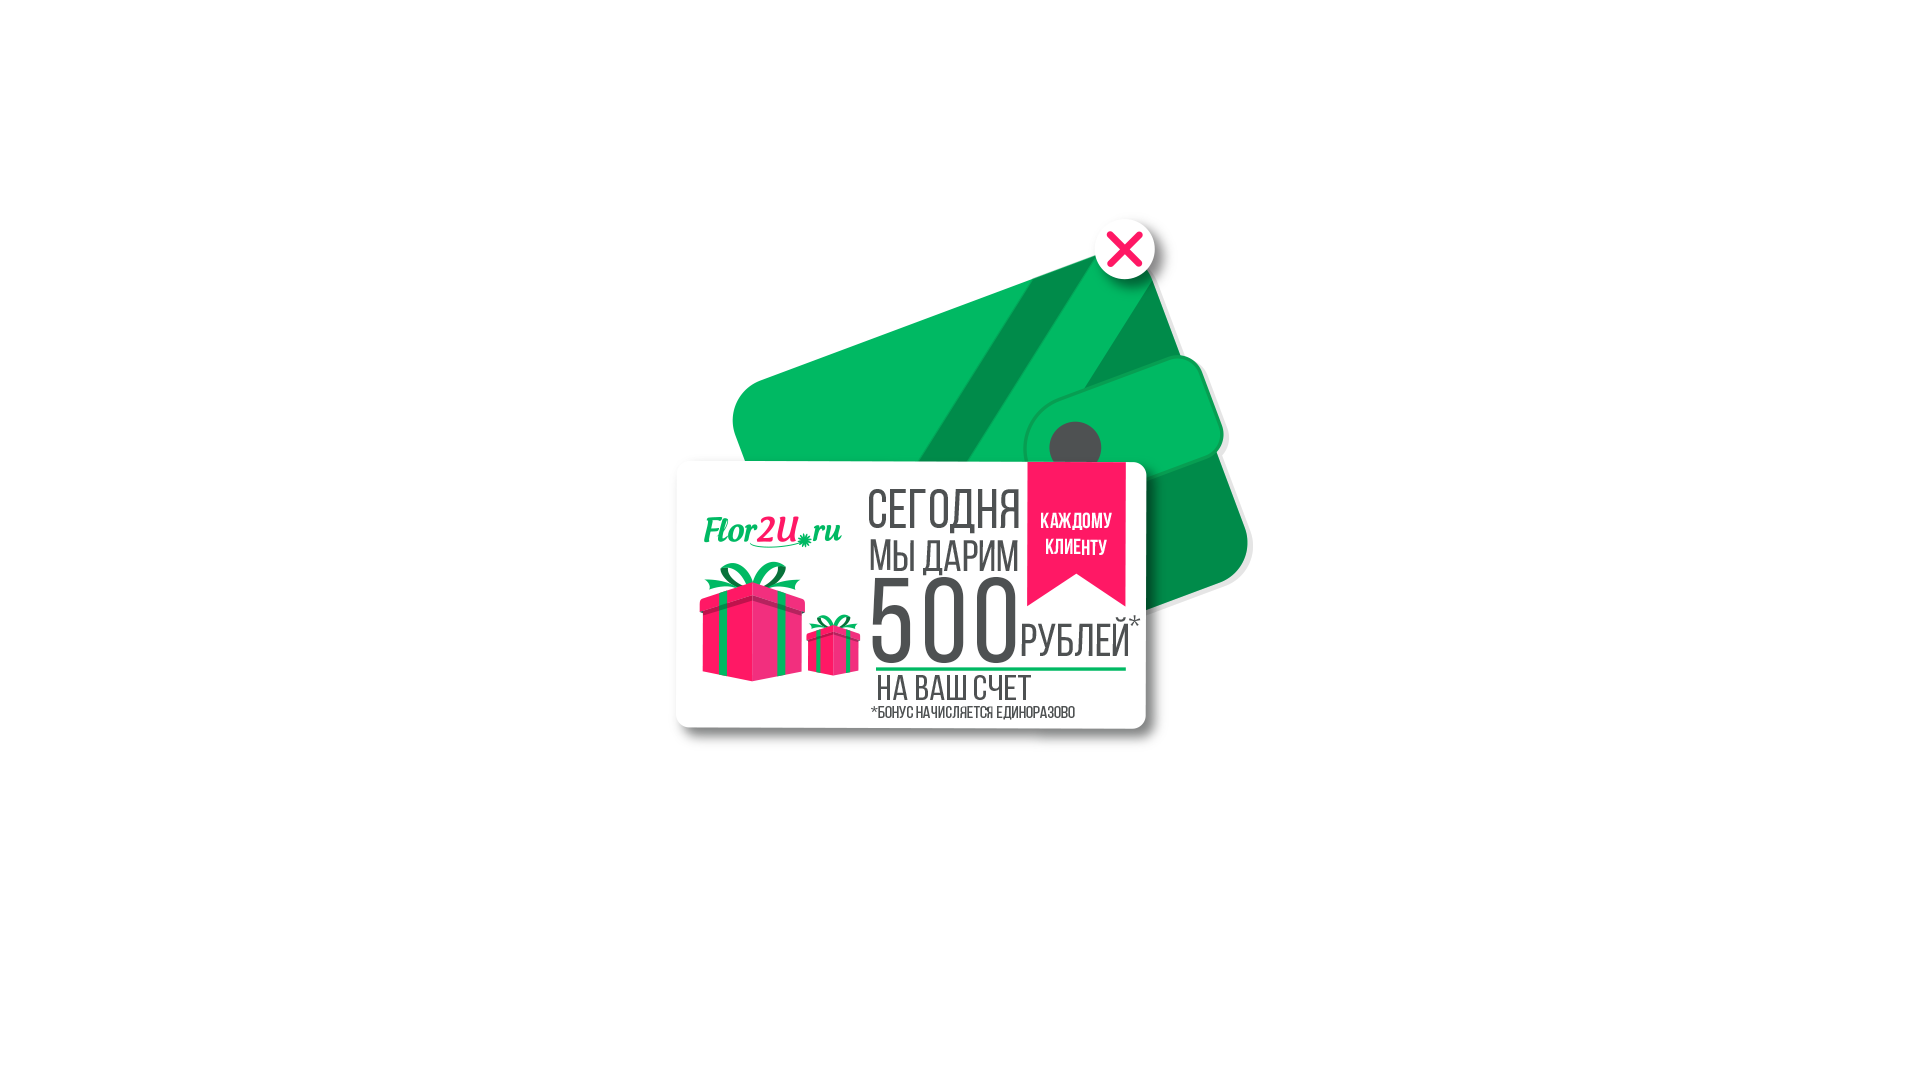 Flor2U.ru
СЕГОДНЯ
МЫ ДАРИМ
500 РУБЛЕЙ*
НА ВАШ СЧЕТ
*БОНУС НАЧИСЛЯЕТСЯ ЕДИНОРАЗОВО
КАЖДОМУ
КЛИЕНТУ